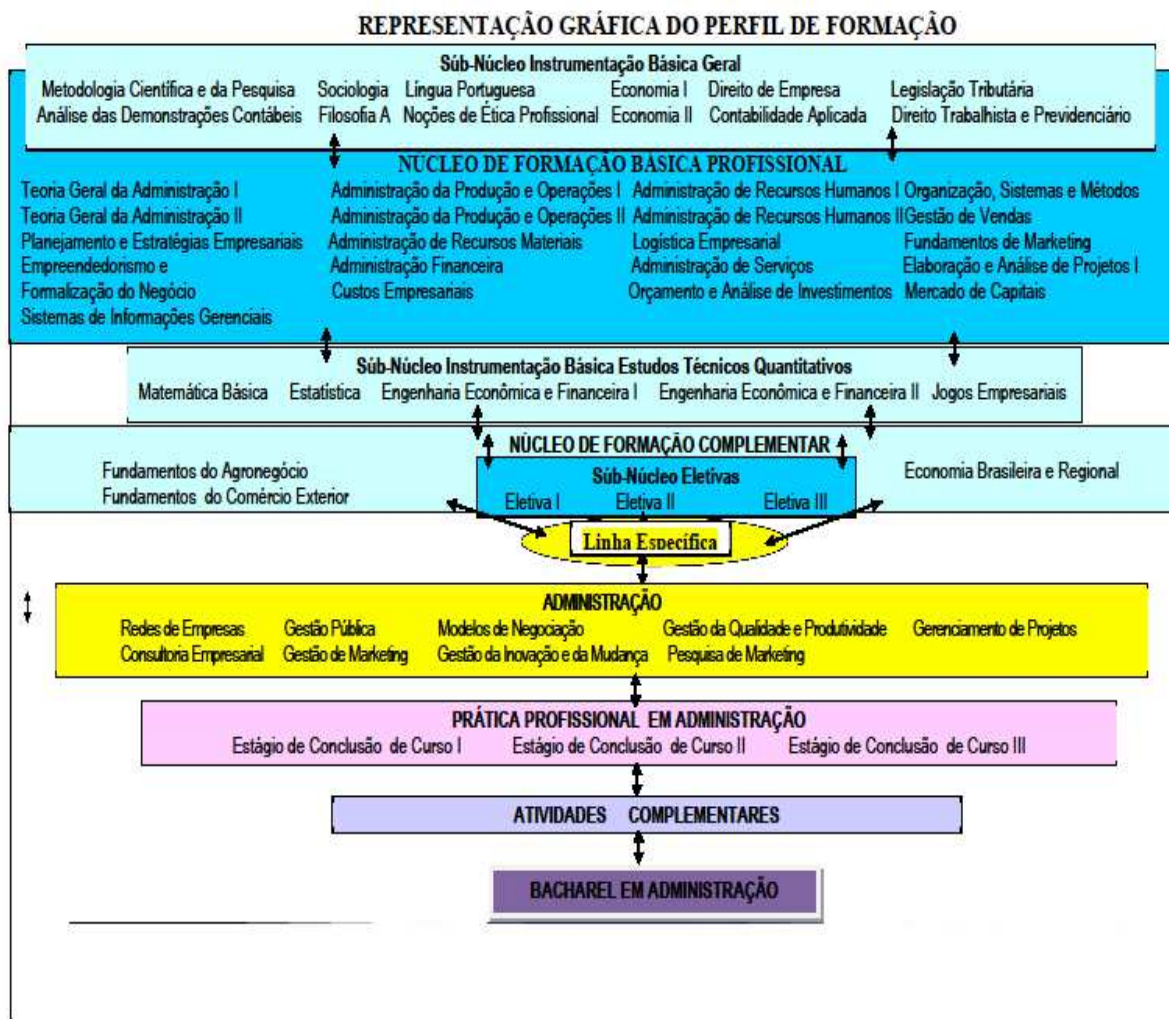 REPRESENTAÇÃO GRÁFICA DO PERFIL DE FORMAÇÃO
Súb-Núcleo Instrumentação Básica Geral
Metodologia Científica e da Pesquisa Sociologia Língua Portuguesa Economia I Direito de Empresa Legislação Tributária
Análise das Demonstrações Contábeis Filosofia A Noções de Ética Profissional Economia II Contabilidade Aplicada Direito Trabalhista e Previdenciário
NÚCLEO DE FORMAÇÃO BÁSICA PROFISSIONAL
Teoria Geral da Administração I Administração da Produção e Operações I Administração de Recursos Humanos I Organização, Sistemas e Métodos
Teoria Geral da Administração II Administração da Produção e Operações II Administração de Recursos Humanos II Gestão de Vendas
Planejamento e Estratégias Empresariais Administração de Recursos Materiais Logística Empresarial Fundamentos de Marketing
Empreendedorismo e Administração Financeira Administração de Serviços Elaboração e Análise de Projetos I
Formalização do Negócio Custos Empresariais Orçamento e Análise de Investimentos Mercado de Capitais
Sistemas de Informações Gerenciais
Súb-Núcleo Instrumentação Básica Estudos Técnicos Quantitativos
Matemática Básica Estatística Engenharia Econômica e Financeira I Engenharia Econômica e Financeira II Jogos Empresariais
NÚCLEO DE FORMAÇÃO COMPLEMENTAR
Fundamentos do Agronegócio Súb-Núcleo Eletivas Economia Brasileira e Regional
Fundamentos do Comércio Exterior Eletiva I Eletiva II Eletiva III
Linha Específica
ADMINISTRAÇÃO
Redes de Empresas Gestão Pública Modelos de Negociação Gestão da Qualidade e Produtividade Gerenciamento de Projetos
Consultoria Empresarial Gestão de Marketing Gestão da Inovação e da Mudança Pesquisa de Marketing
PRÁTICA PROFISSIONAL EM ADMINISTRAÇÃO
Estágio de Conclusão de Curso I Estágio de Conclusão de Curso II Estágio de Conclusão de Curso III
ATIVIDADES COMPLEMENTARES
BACHAREL EM ADMINISTRAÇÃO